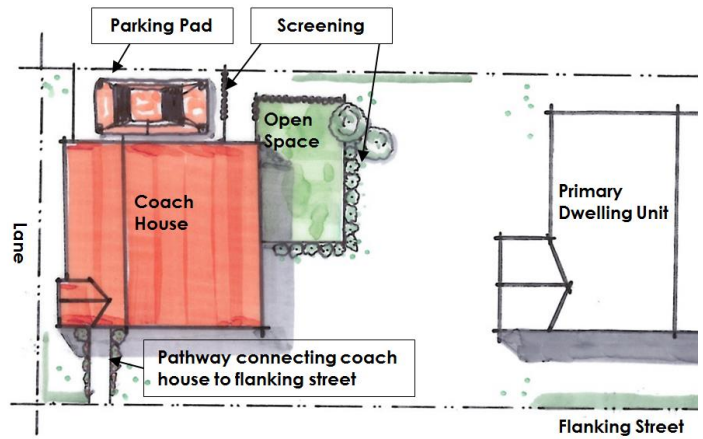 Parking Pad
Screening
Open
Space
Coach
House
Primary
Dwelling Unit
Lane
Pathway connecting coach
house to flanking street
Flanking Street